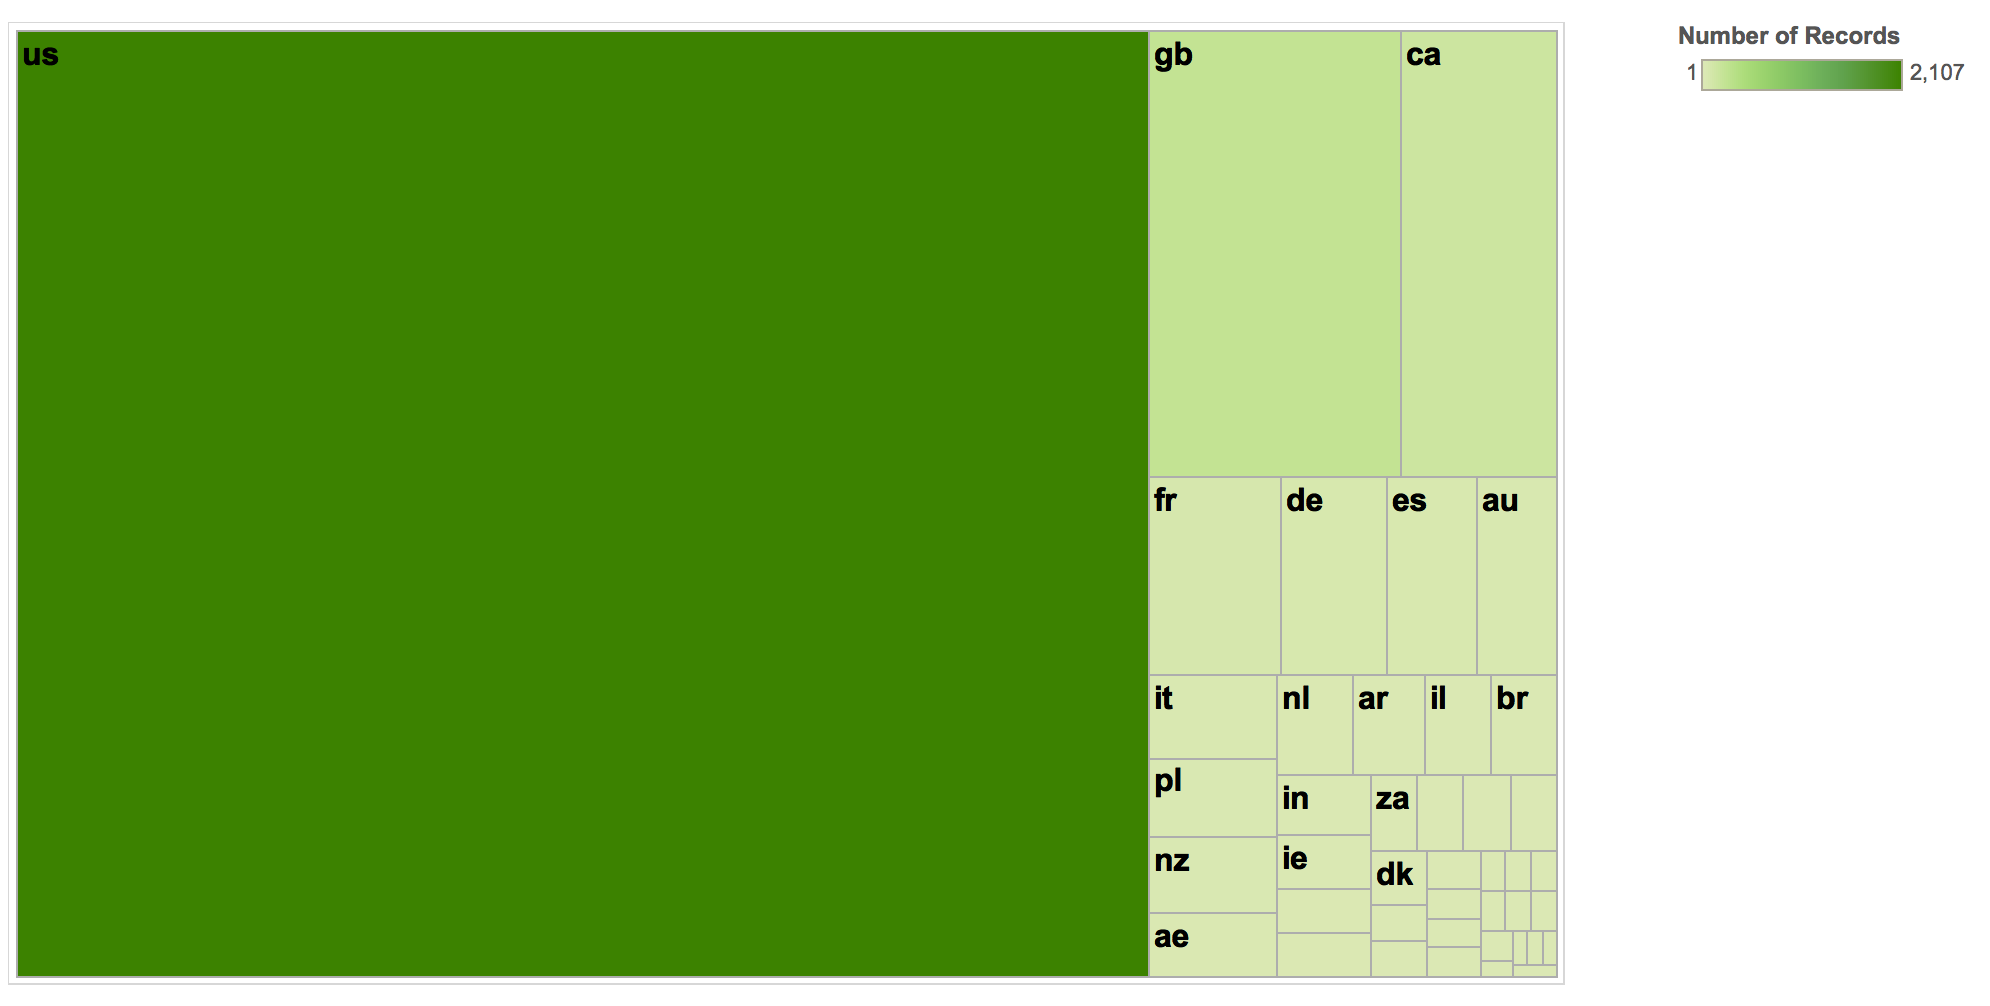 us
gb
ca
fr
de
es
au
it
nl
ar
il
br
pl
in
za
nz
ie
dk
ae
Number of Records
1
2,107